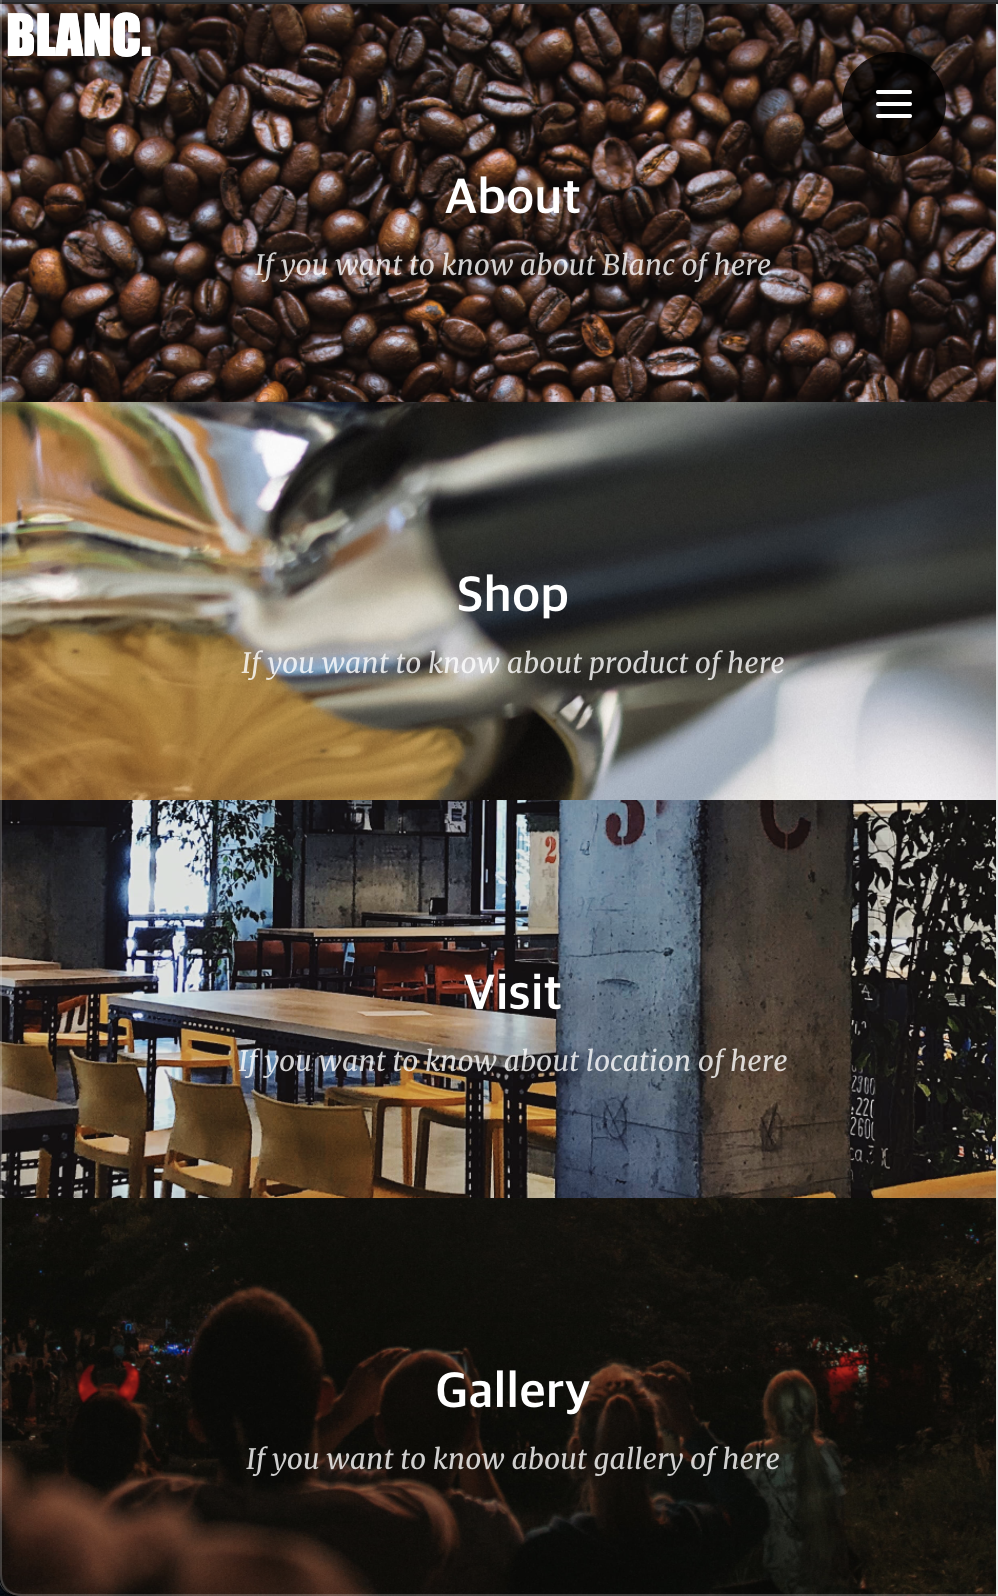 BLANC.
About
If you want to know about Blanc of here
Shop
If you want to know about product of here
2
S
C
Visit
If you want to know about location of here
2300
Gallery
If you want to know about gallery of here